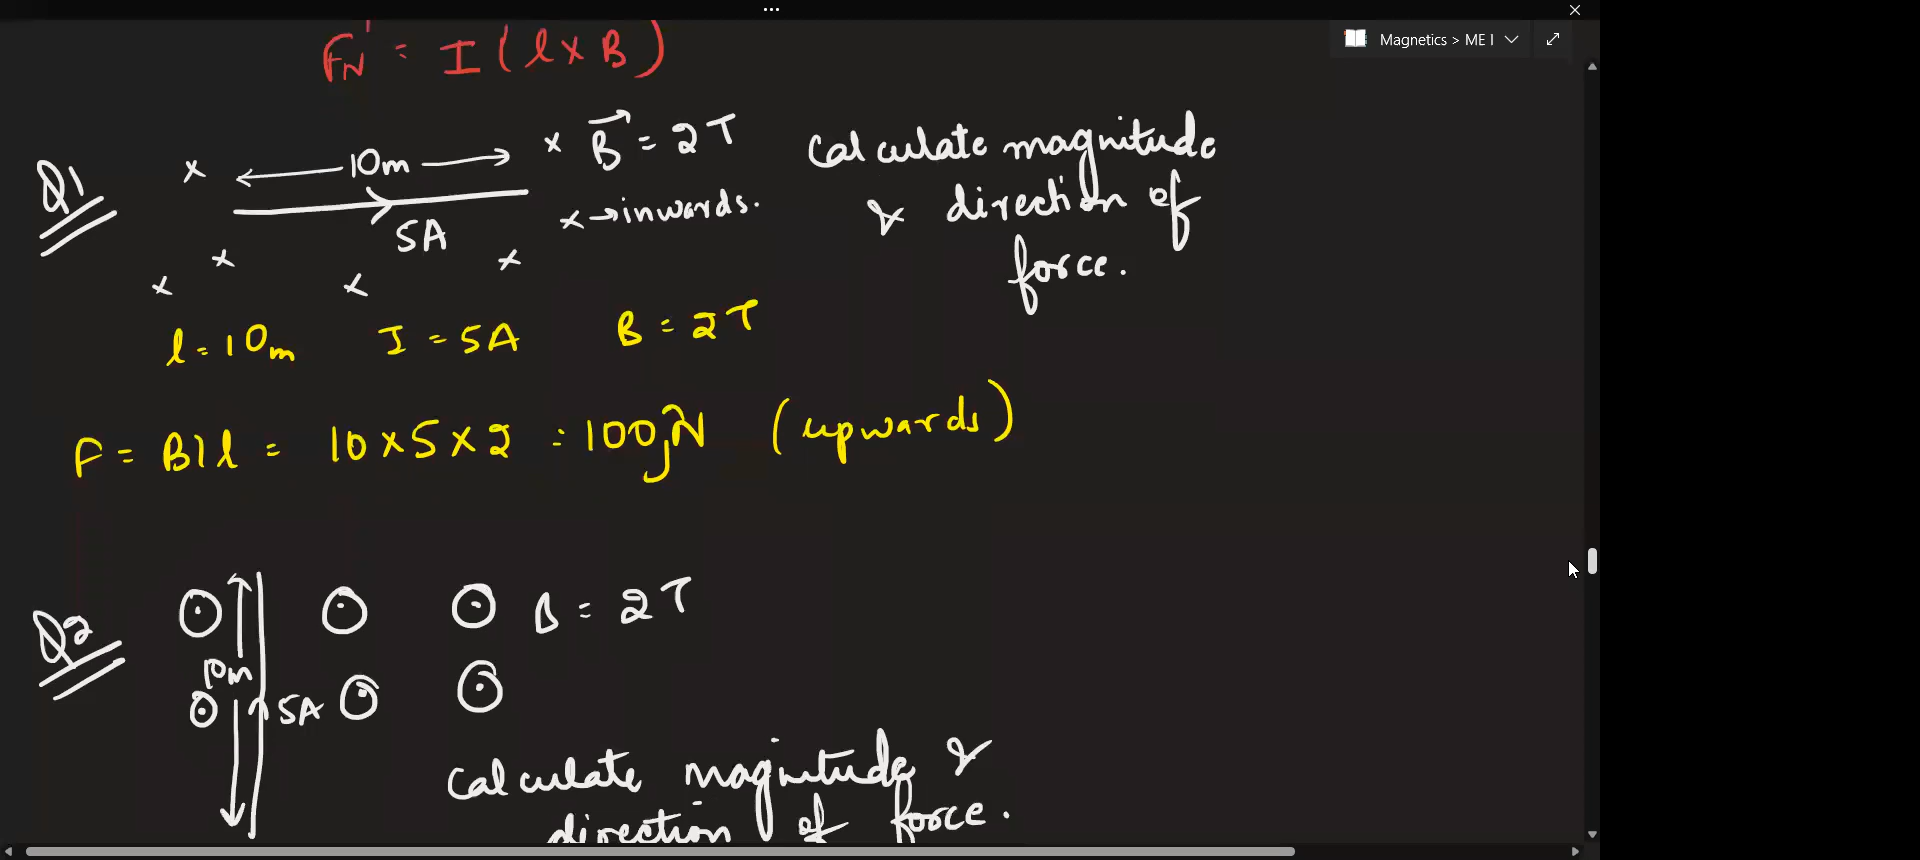 Magnetics > ME I
FN' = I (l x B)
Q1
x
10m
x B = 2T
x → inwards.
5A
x x x x
Calculate magnitude
& direction of
force.
l = 10m I = 5A B = 2T
F = BIl = 10 x 5 x 2 = 100ĵ N (upwards)
Q2
B = 2T
10m
5A
Calculate magnitude &
direction of force.